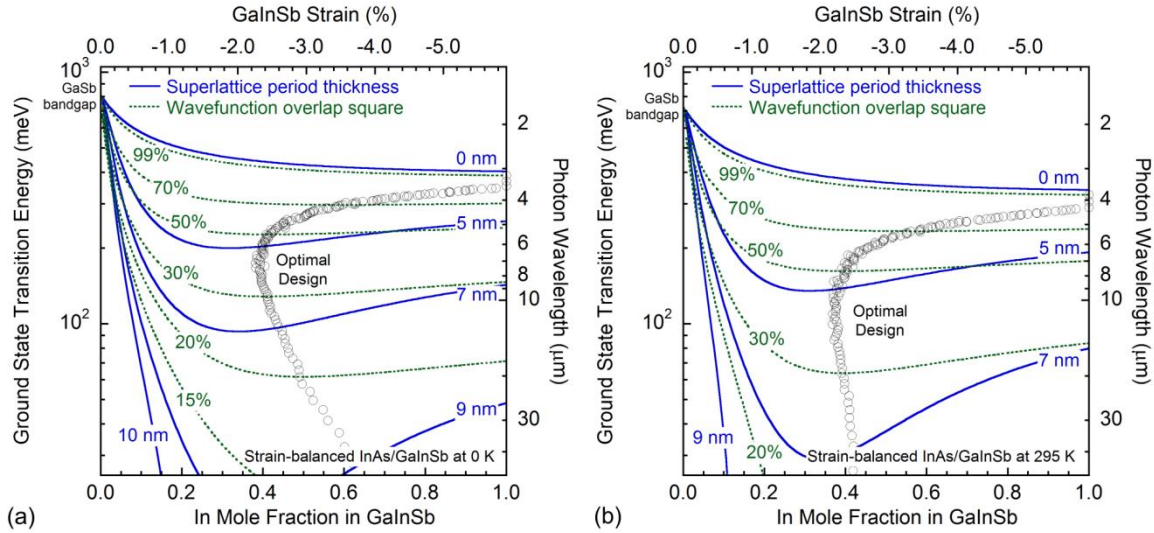 GaInSb Strain (%)
0.0 -1.0 -2.0 -3.0 -4.0 -5.0
10³
GaSb
bandgap
Superlattice period thickness
Wavefunction overlap square
99%
70%
50%
30%
20%
15%
0 nm
5 nm
7 nm
9 nm
10 nm
Optimal
Design
Strain-balanced InAs/GaInSb at 0 K
10²
Ground State Transition Energy (meV)
2
4
6
8
10
30
Photon Wavelength (μm)
0.0 0.2 0.4 0.6 0.8 1.0
(a) In Mole Fraction in GaInSb
GaInSb Strain (%)
0.0 -1.0 -2.0 -3.0 -4.0 -5.0
10³
GaSb
bandgap
Superlattice period thickness
Wavefunction overlap square
99%
70%
50%
30%
20%
0 nm
5 nm
7 nm
9 nm
Optimal
Design
Strain-balanced InAs/GaInSb at 295 K
10²
Ground State Transition Energy (meV)
2
4
6
8
10
30
Photon Wavelength (μm)
0.0 0.2 0.4 0.6 0.8 1.0
(b) In Mole Fraction in GaInSb